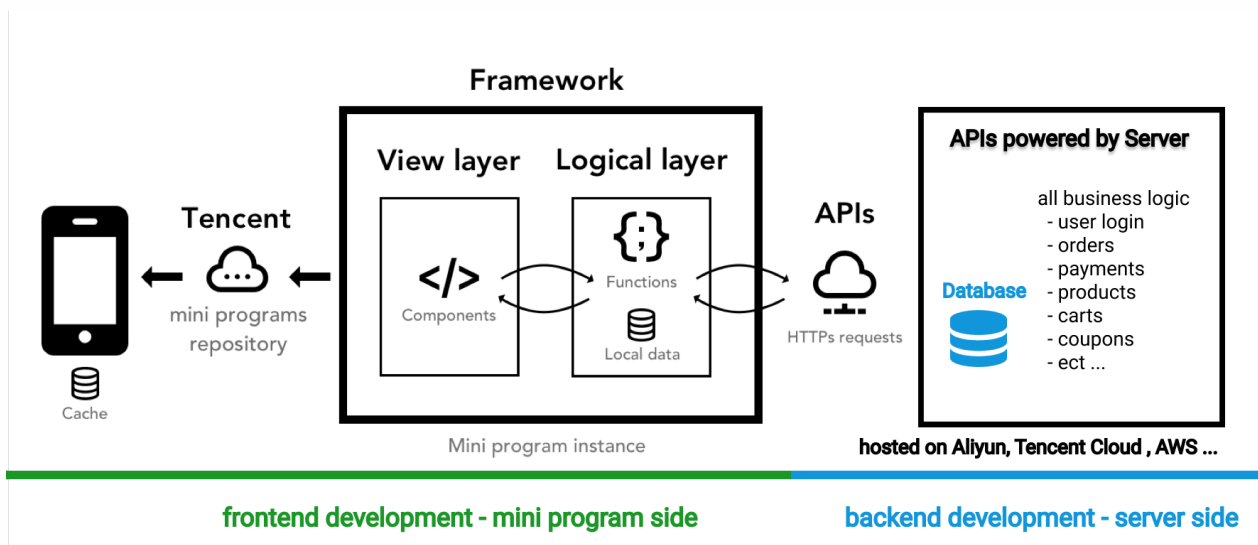 Framework
View layer
Logical layer
Tencent
mini programs
repository
Cache
</>
Components
{;}
Functions
Local data
Mini program instance
APIs
HTTPs requests
APIs powered by Server
all business logic
- user login
- orders
- payments
- products
- carts
- coupons
- ect ...
Database
hosted on Aliyun, Tencent Cloud , AWS ...
frontend development - mini program side
backend development - server side